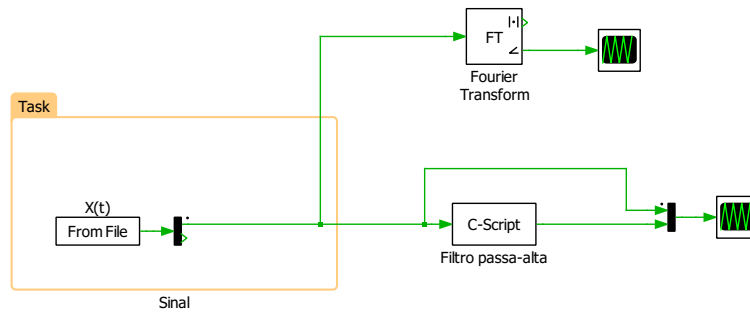 FT
|•|
∠
Fourier
Transform
Task
X(t)
From File
C-Script
Filtro passa-alta
Sinal